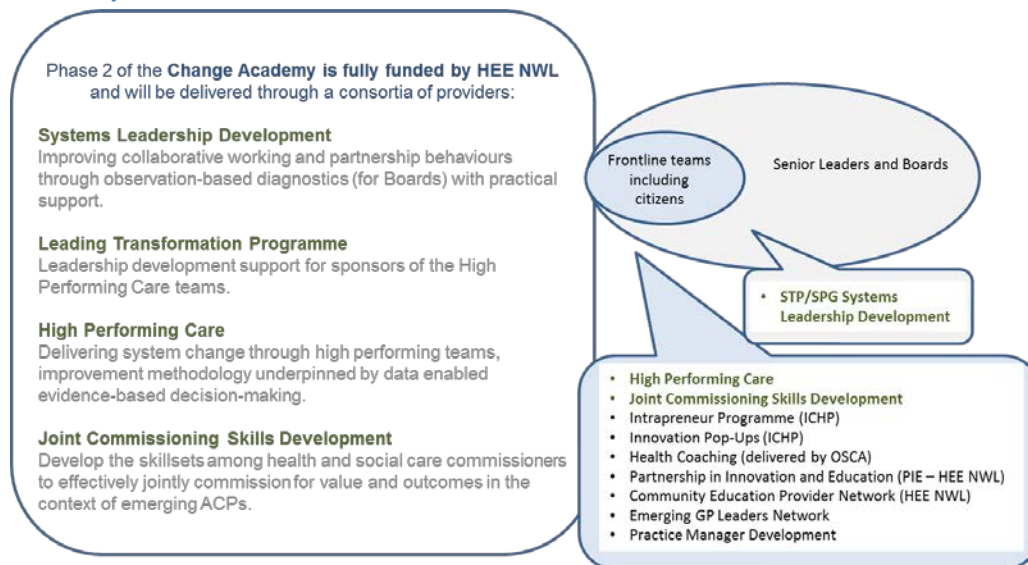 Phase 2 of the Change Academy is fully funded by HEE NWL
and will be delivered through a consortia of providers:
Systems Leadership Development
Improving collaborative working and partnership behaviours
through observation-based diagnostics (for Boards) with practical
support.
Leading Transformation Programme
Leadership development support for sponsors of the High
Performing Care teams.
High Performing Care
Delivering system change through high performing teams,
improvement methodology underpinned by data enabled
evidence-based decision-making.
Joint Commissioning Skills Development
Develop the skillsets among health and social care commissioners
to effectively jointly commission for value and outcomes in the
context of emerging ACPs.
Frontline teams
including
citizens
Senior Leaders and Boards
• STP/SPG Systems
Leadership Development
• High Performing Care
• Joint Commissioning Skills Development
• Intrapreneur Programme (ICHP)
• Innovation Pop-Ups (ICHP)
• Health Coaching (delivered by OSCA)
• Partnership in Innovation and Education (PIE – HEE NWL)
• Community Education Provider Network (HEE NWL)
• Emerging GP Leaders Network
• Practice Manager Development